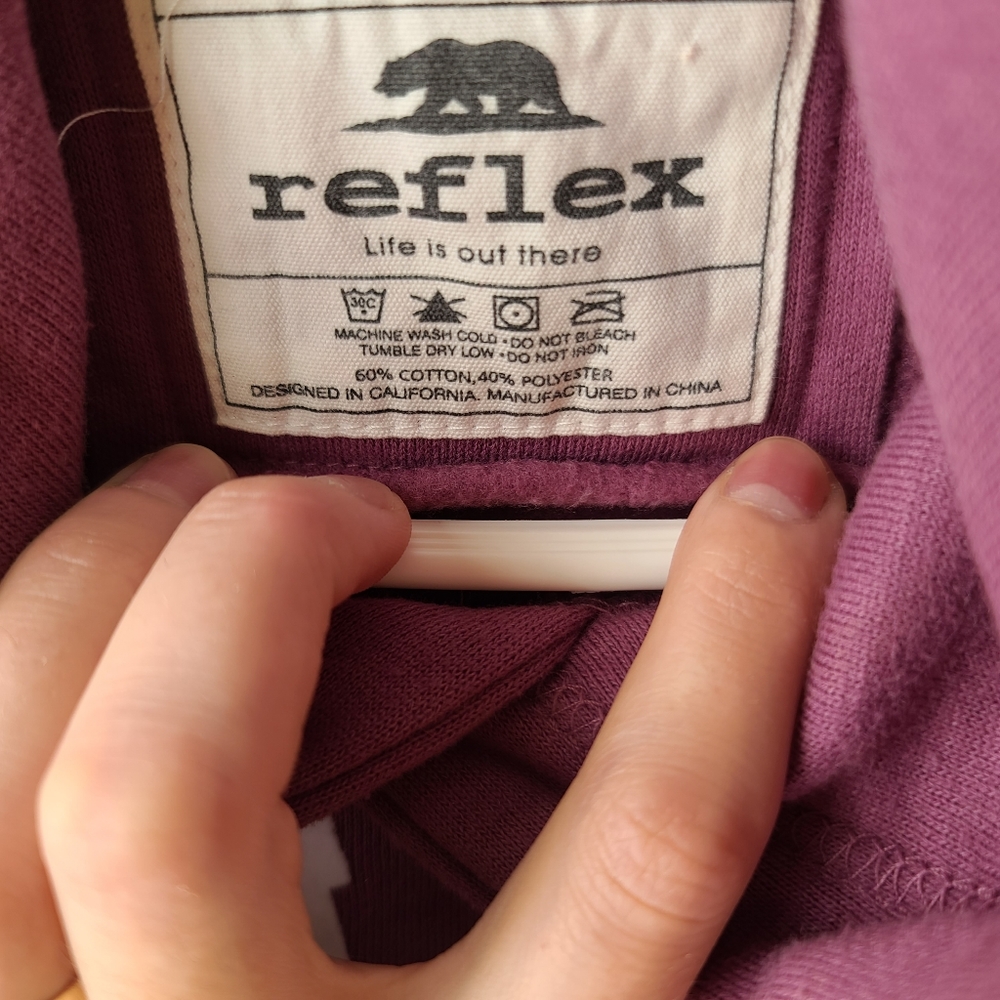 reflex
Life is out there
30C
MACHINE WASH COLD • DO NOT BLEACH
TUMBLE DRY LOW • DO NOT IRON
60% COTTON, 40% POLYESTER
DESIGNED IN CALIFORNIA. MANUFACTURED IN CHINA